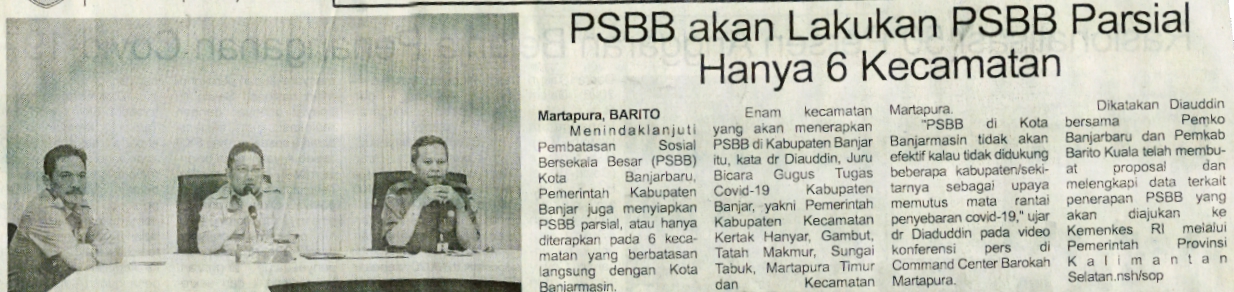 PSBB akan Lakukan PSBB Parsial
Hanya 6 Kecamatan
Martapura, BARITO
Menindaklanjuti
Pembatasan Sosial
Bersekala Besar (PSBB)
Kota Banjarbaru,
Pemerintah Kabupaten
Banjar juga menyiapkan
PSBB parsial, atau hanya
diterapkan pada 6 keca-
matan yang berbatasan
langsung dengan Kota
Banjarmasin.
Enam kecamatan
yang akan menerapkan
PSBB di Kabupaten Banjar
itu, kata dr Diauddin, Juru
Bicara Gugus Tugas
Covid-19 Kabupaten
Banjar, yakni Pemerintah
Kabupaten Kecamatan
Kertak Hanyar, Gambut,
Tatah Makmur, Sungai
Tabuk, Martapura Timur
dan Kecamatan
Martapura.
"PSBB di Kota
Banjarmasin tidak akan
efektif kalau tidak didukung
beberapa kabupaten/seki-
tarnya sebagai upaya
memutus mata rantai
penyebaran covid-19," ujar
dr Diaduddin pada video
konferensi pers di
Command Center Barokah
Martapura.
Dikatakan Diauddin
bersama Pemko
Banjarbaru dan Pemkab
Barito Kuala telah membu-
at proposal dan
melengkapi data terkait
penerapan PSBB yang
akan diajukan ke
Kemenkes RI melalui
Pemerintah Provinsi
Kalimantan
Selatan.nsh/sop